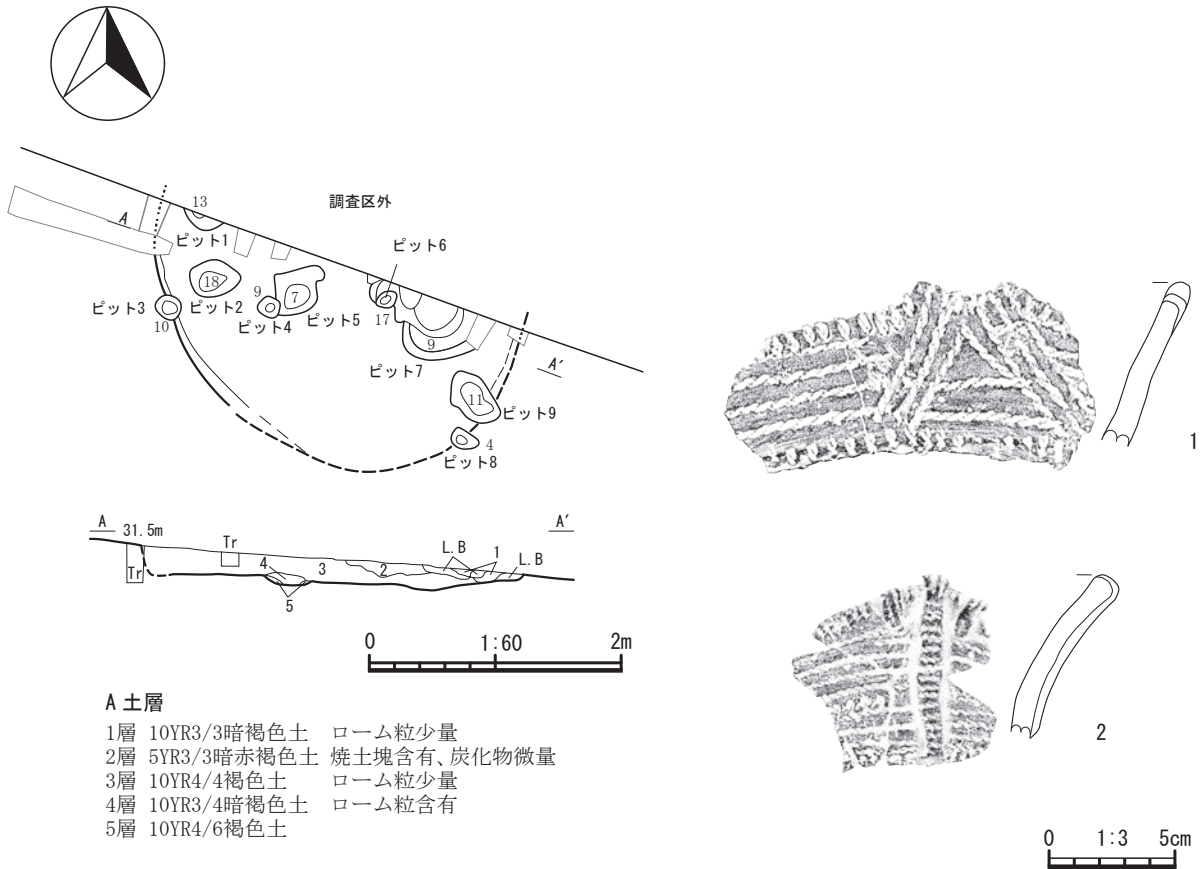 調査区外
A
13
ピット1
ピット6
ピット3
18
ピット2
9
7
ピット4
ピット5
17
9
10
ピット7
A′
11
ピット9
4
ピット8
1
A
31.5m
Tr
L.B
1
A′
L.B
Tr
4
3
2
5
2
0 1:60 2m
A 土層
1層 10YR3/3暗褐色土 ローム粒少量
2層 5YR3/3暗赤褐色土 焼土塊含有、炭化物微量
3層 10YR4/4褐色土 ローム粒少量
4層 10YR3/4暗褐色土 ローム粒含有
5層 10YR4/6褐色土
0 1:3 5cm